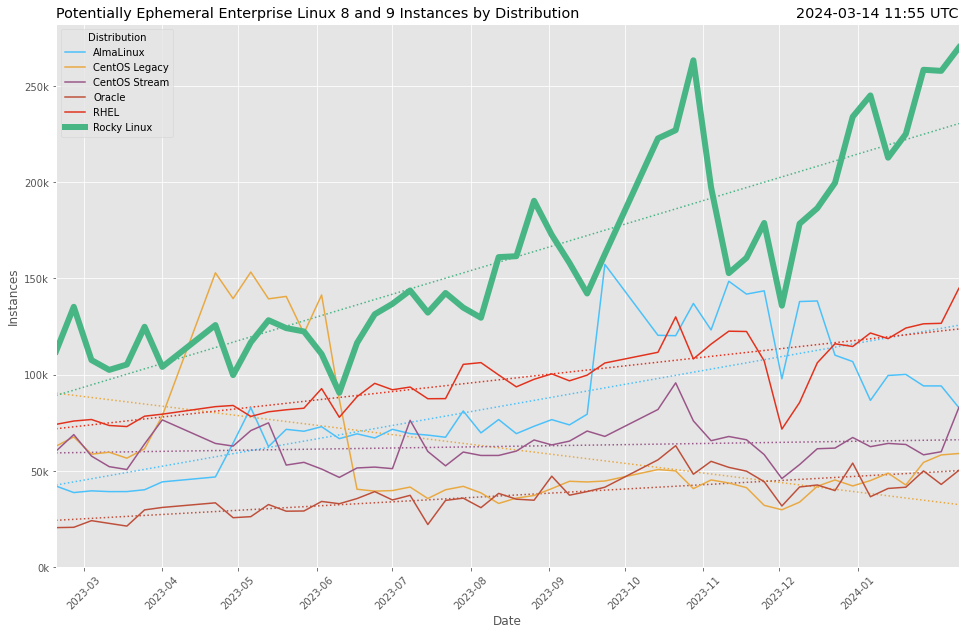 Potentially Ephemeral Enterprise Linux 8 and 9 Instances by Distribution
2024-03-14 11:55 UTC
Distribution
AlmaLinux
CentOS Legacy
CentOS Stream
Oracle
RHEL
Rocky Linux
250k
200k
150k
100k
50k
0k
Instances
2023-03
2023-04
2023-05
2023-06
2023-07
2023-08
2023-09
2023-10
2023-11
2023-12
2024-01
Date